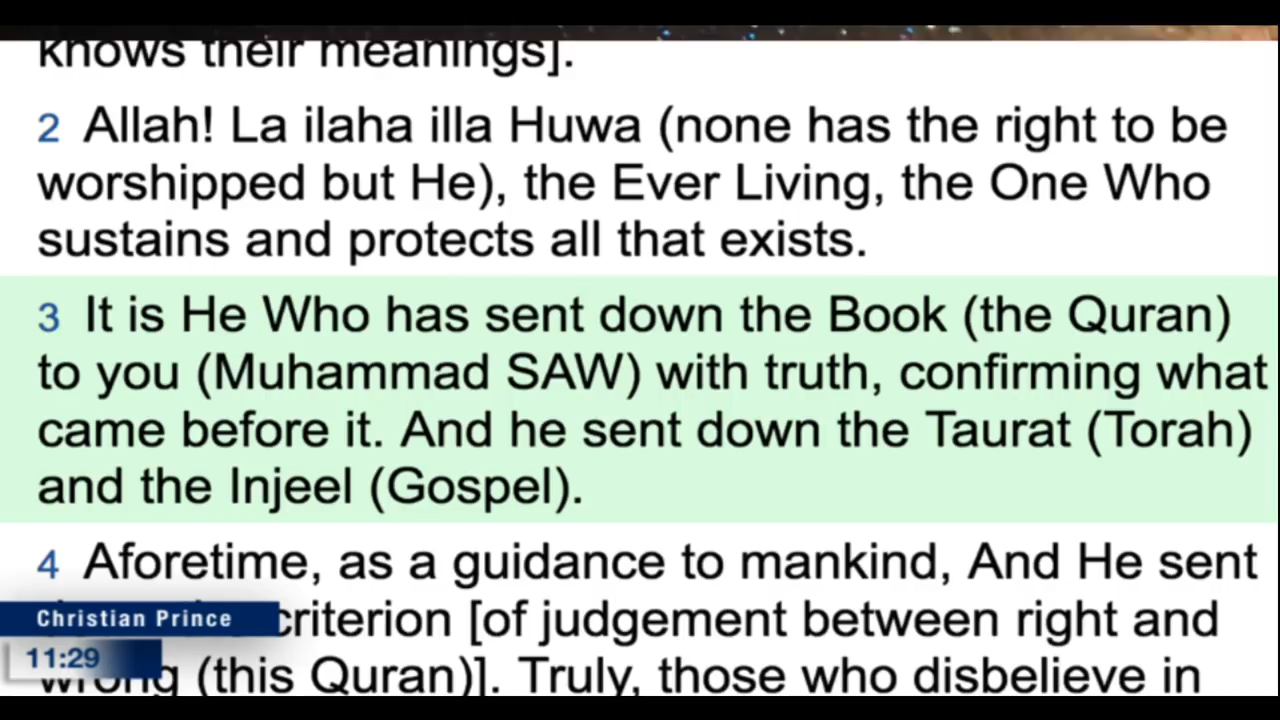 knows their meanings].
2 Allah! La ilaha illa Huwa (none has the right to be
worshipped but He), the Ever Living, the One Who
sustains and protects all that exists.
3 It is He Who has sent down the Book (the Quran)
to you (Muhammad SAW) with truth, confirming what
came before it. And he sent down the Taurat (Torah)
and the Injeel (Gospel).
4 Aforetime, as a guidance to mankind, And He sent
criterion [of judgement between right and
wrong (this Quran)]. Truly, those who disbelieve in
Christian Prince
11:29